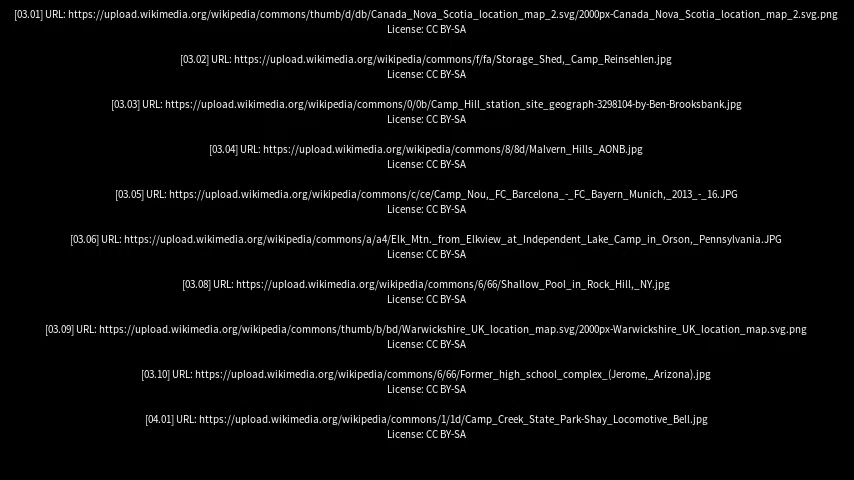 [03.01] URL: https://upload.wikimedia.org/wikipedia/commons/thumb/d/db/Canada_Nova_Scotia_location_map_2.svg/2000px-Canada_Nova_Scotia_location_map_2.svg.png
License: CC BY-SA
[03.02] URL: https://upload.wikimedia.org/wikipedia/commons/f/fa/Storage_Shed,_Camp_Reinsehlen.jpg
License: CC BY-SA
[03.03] URL: https://upload.wikimedia.org/wikipedia/commons/0/0b/Camp_Hill_station_site_geograph-3298104-by-Ben-Brooksbank.jpg
License: CC BY-SA
[03.04] URL: https://upload.wikimedia.org/wikipedia/commons/8/8d/Malvern_Hills_AONB.jpg
License: CC BY-SA
[03.05] URL: https://upload.wikimedia.org/wikipedia/commons/c/ce/Camp_Nou,_FC_Barcelona_-_FC_Bayern_Munich,_2013_-_16.JPG
License: CC BY-SA
[03.06] URL: https://upload.wikimedia.org/wikipedia/commons/a/a4/Elk_Mtn._from_Elkview_at_Independent_Lake_Camp_in_Orson,_Pennsylvania.JPG
License: CC BY-SA
[03.08] URL: https://upload.wikimedia.org/wikipedia/commons/6/66/Shallow_Pool_in_Rock_Hill,_NY.jpg
License: CC BY-SA
[03.09] URL: https://upload.wikimedia.org/wikipedia/commons/thumb/b/bd/Warwickshire_UK_location_map.svg/2000px-Warwickshire_UK_location_map.svg.png
License: CC BY-SA
[03.10] URL: https://upload.wikimedia.org/wikipedia/commons/6/66/Former_high_school_complex_(Jerome,_Arizona).jpg
License: CC BY-SA
[04.01] URL: https://upload.wikimedia.org/wikipedia/commons/1/1d/Camp_Creek_State_Park-Shay_Locomotive_Bell.jpg
License: CC BY-SA